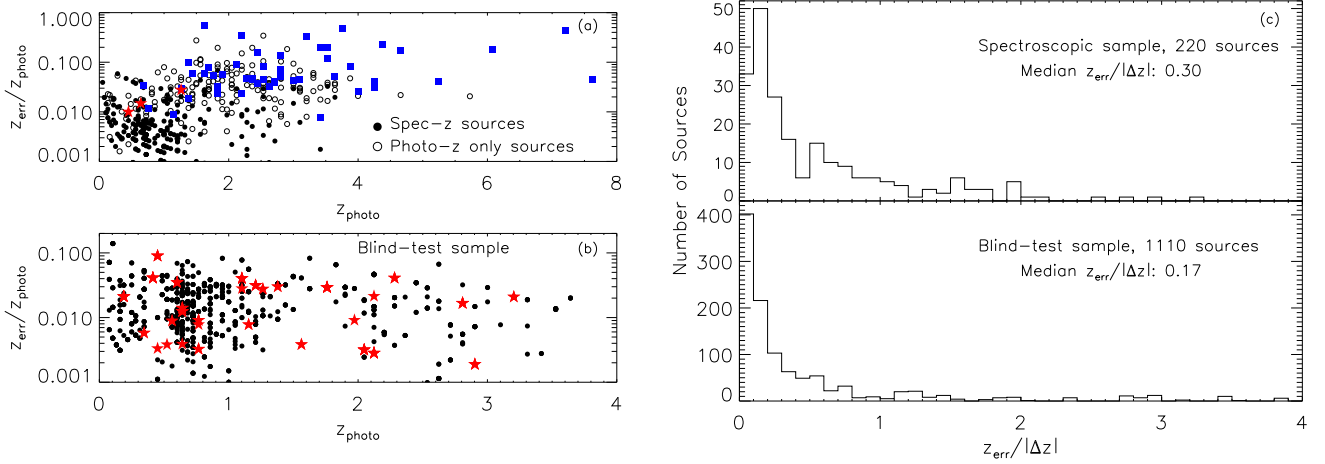 1.000
0.100
0.010
0.001
z_err/z_photo
(a)
Spec-z sources
Photo-z only sources
0 2 4 6 8
z_photo
0.100
0.010
0.001
z_err/z_photo
Blind-test sample
(b)
0 1 2 3 4
z_photo
50
40
30
20
10
0
(c)
Spectroscopic sample, 220 sources
Median z_err/|Δz|: 0.30
Number of Sources
400
300
200
100
0
Blind-test sample, 1110 sources
Median z_err/|Δz|: 0.17
0 1 2 3 4
z_err/|Δz|